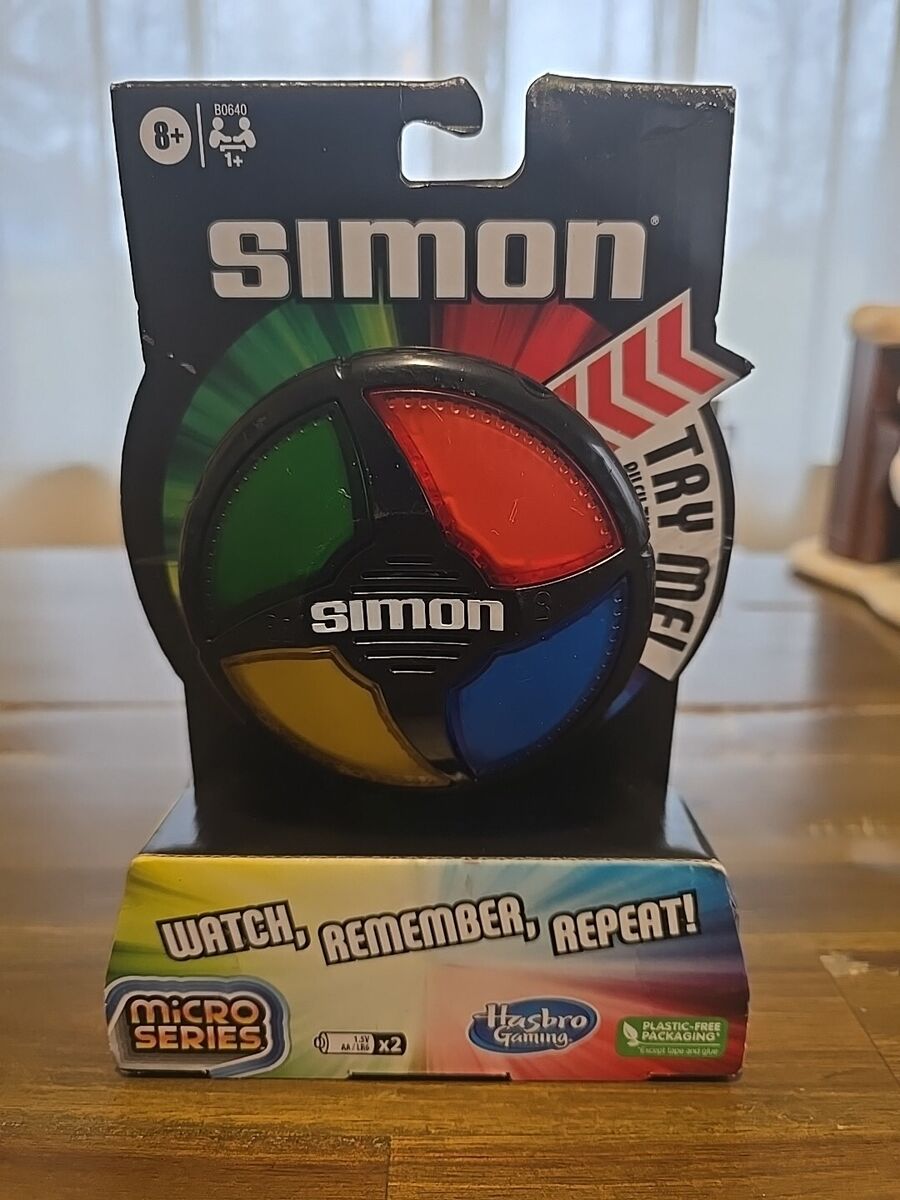 8+
B0640
1+
SIMON®
TRY ME!
SIMON
WATCH, REMEMBER, REPEAT!
MICRO
SERIES
1.5V
AA/LR6
x2
Hasbro
Gaming
PLASTIC-FREE
PACKAGING*
*Except tape and glue